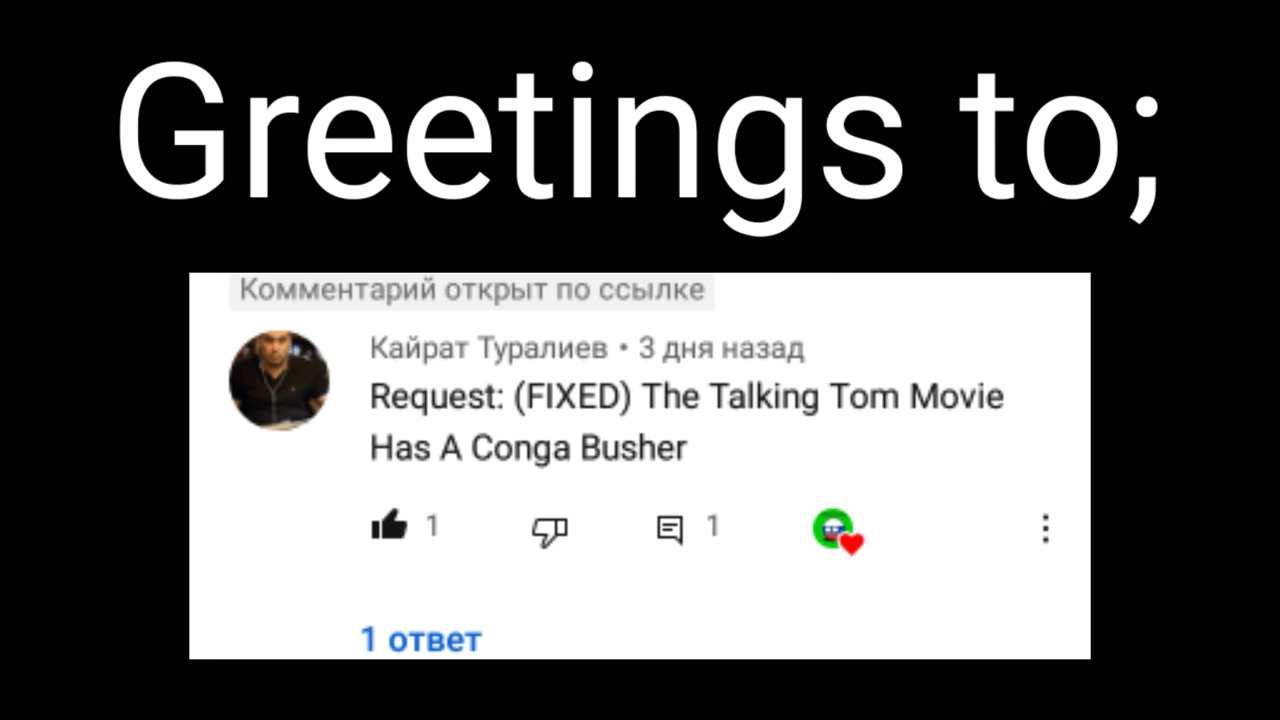 Greetings to;
Комментарий открыт по ссылке
Кайрат Туралиев • 3 дня назад
Request: (FIXED) The Talking Tom Movie
Has A Conga Busher
1 1
1 ответ